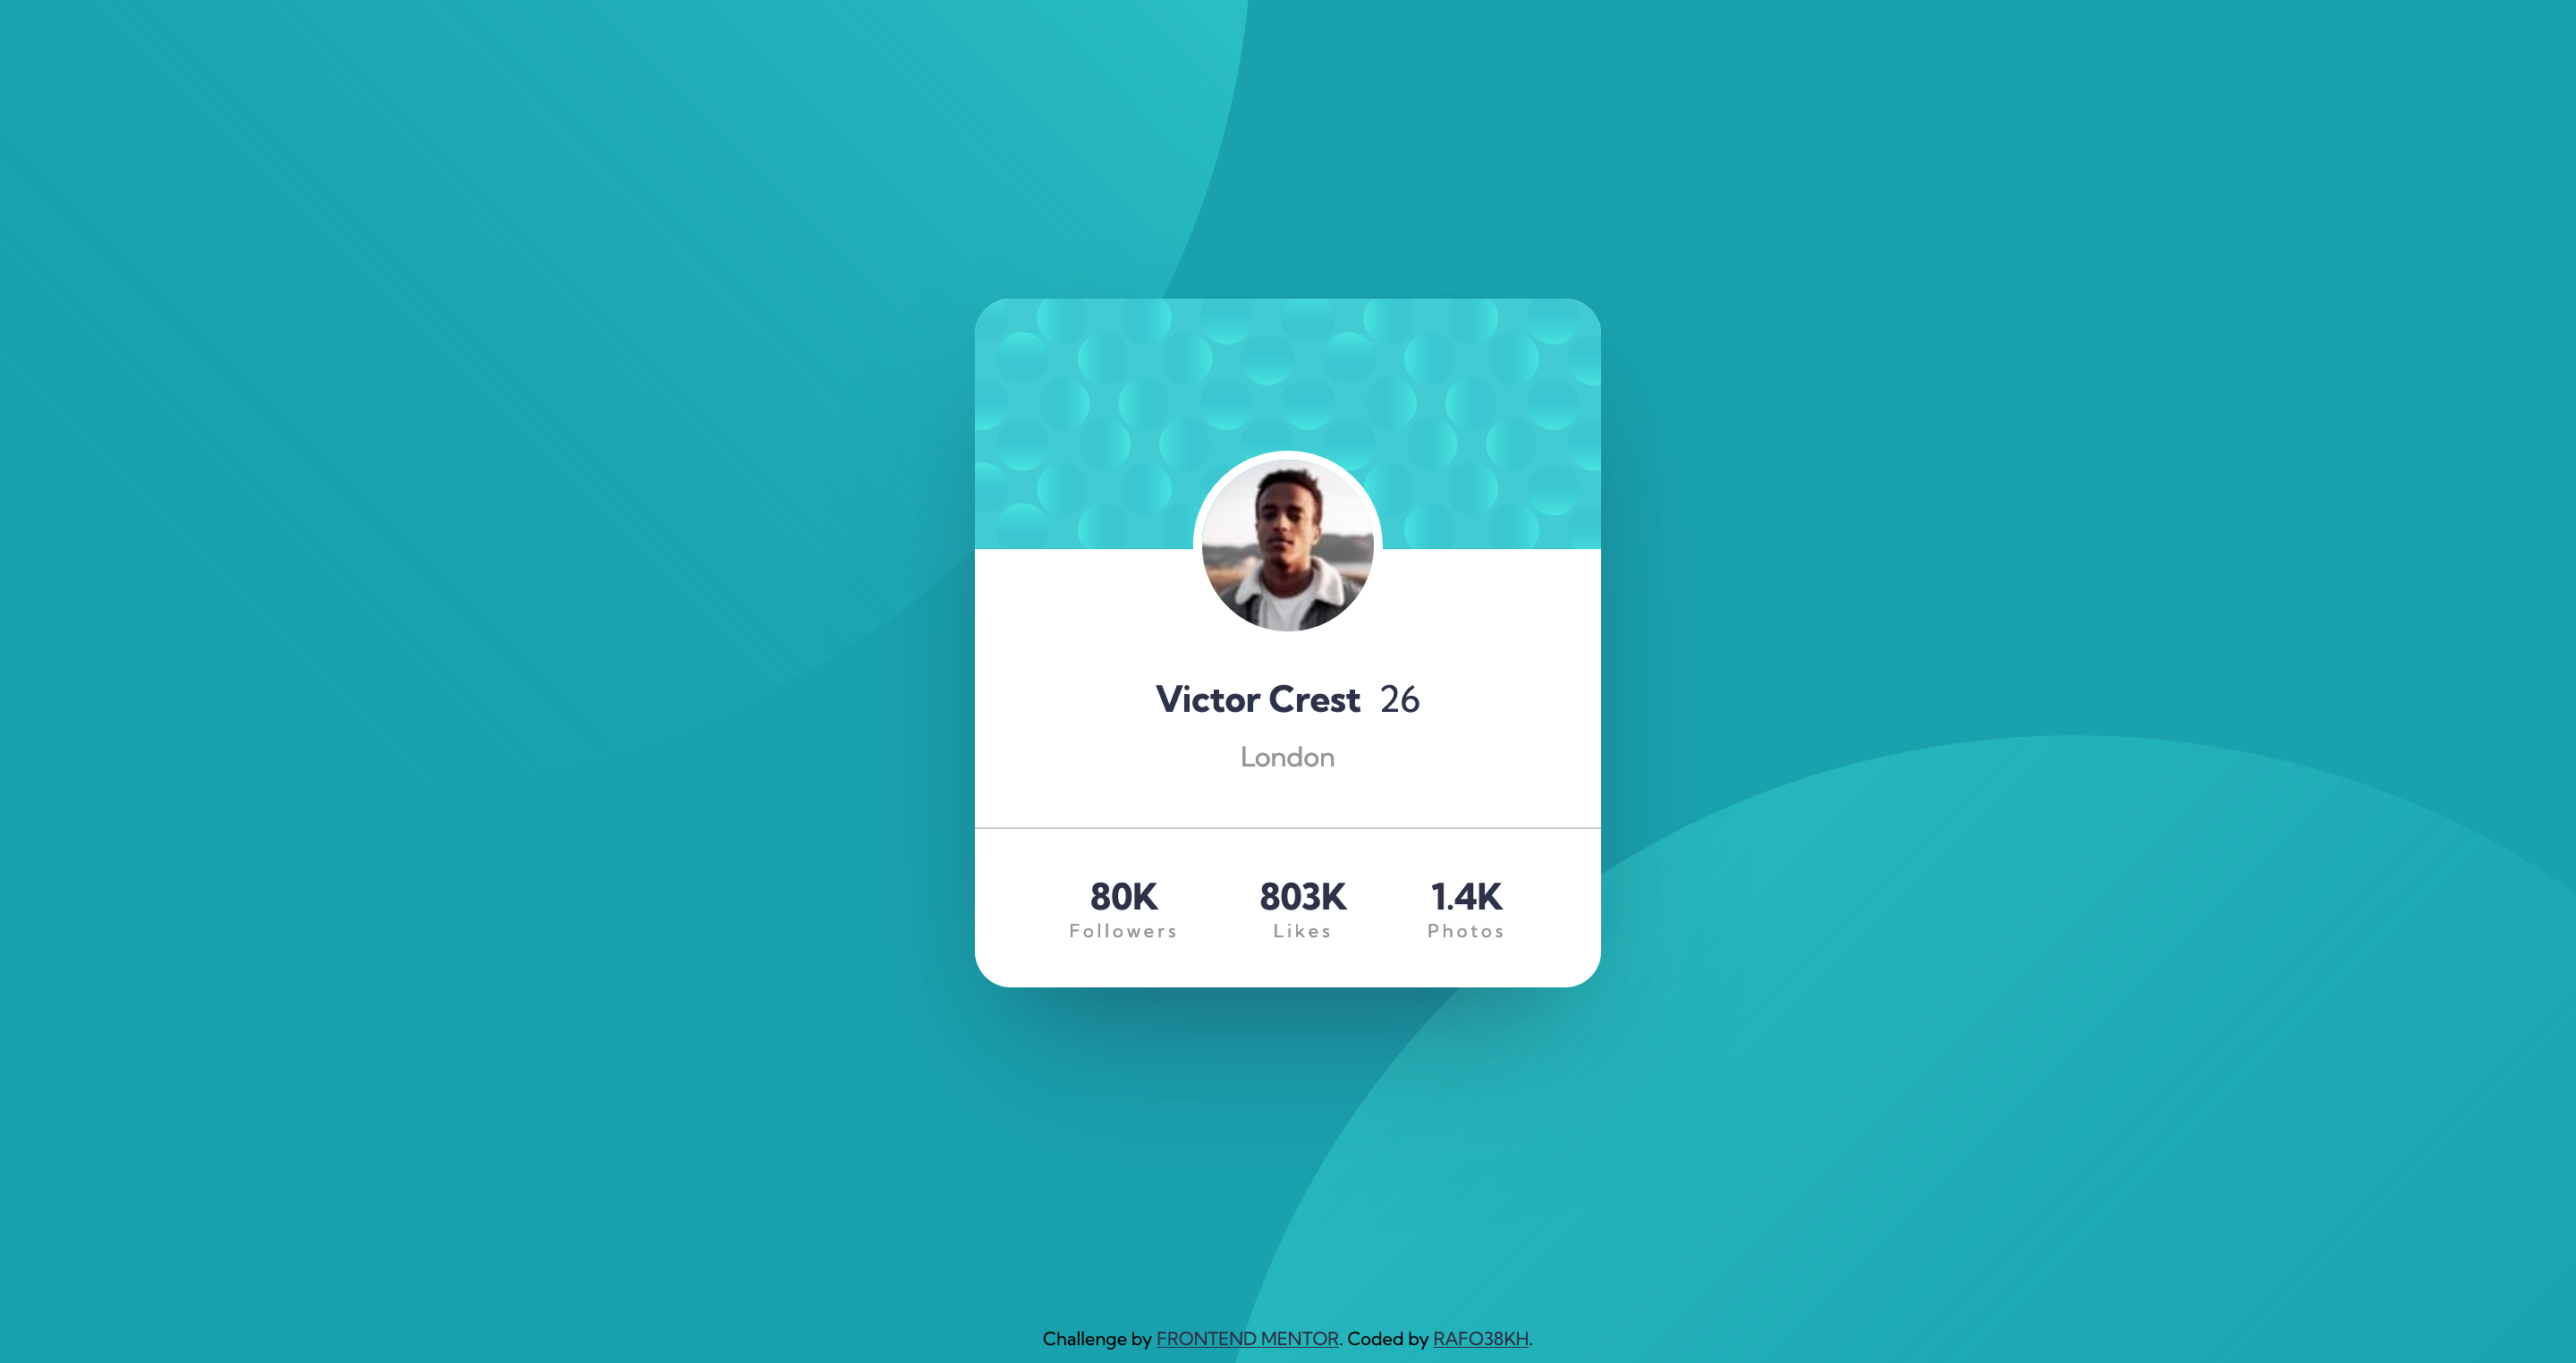 Victor Crest 26
London
80K 803K 1.4K
Followers Likes Photos
Challenge by FRONTEND MENTOR. Coded by RAFO38KH.